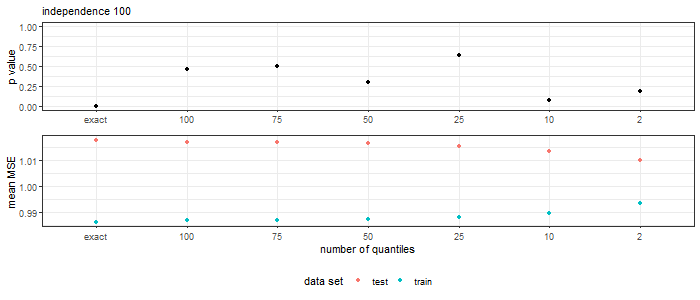 independence 100
p value
1.00
0.75
0.50
0.25
0.00
exact 100 75 50 25 10 2
mean MSE
1.01
1.00
0.99
exact 100 75 50 25 10 2
number of quantiles
data set test train